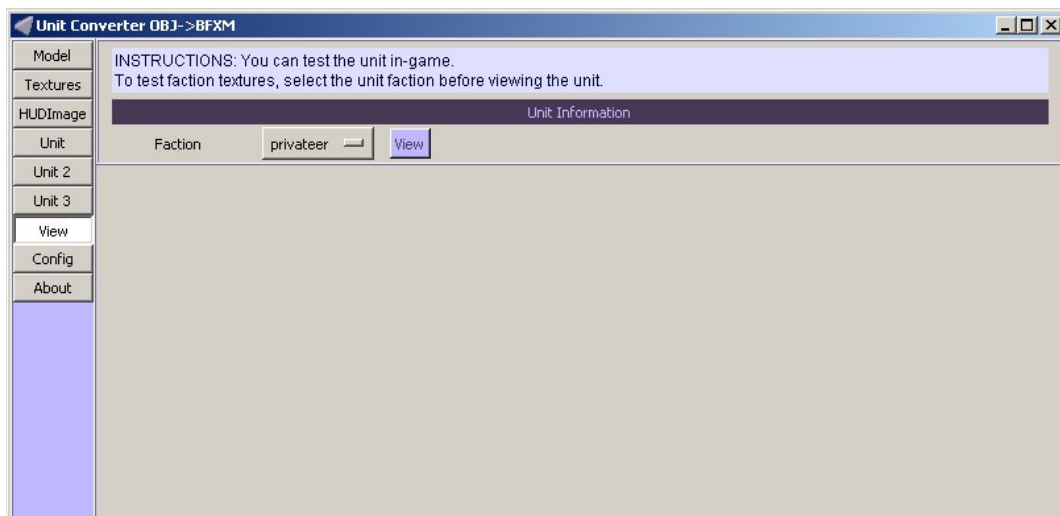 Unit Converter OBJ->BFXM
Model
Textures
HUDImage
Unit
Unit 2
Unit 3
View
Config
About
INSTRUCTIONS: You can test the unit in-game.
To test faction textures, select the unit faction before viewing the unit.
Unit Information
Faction privateer View